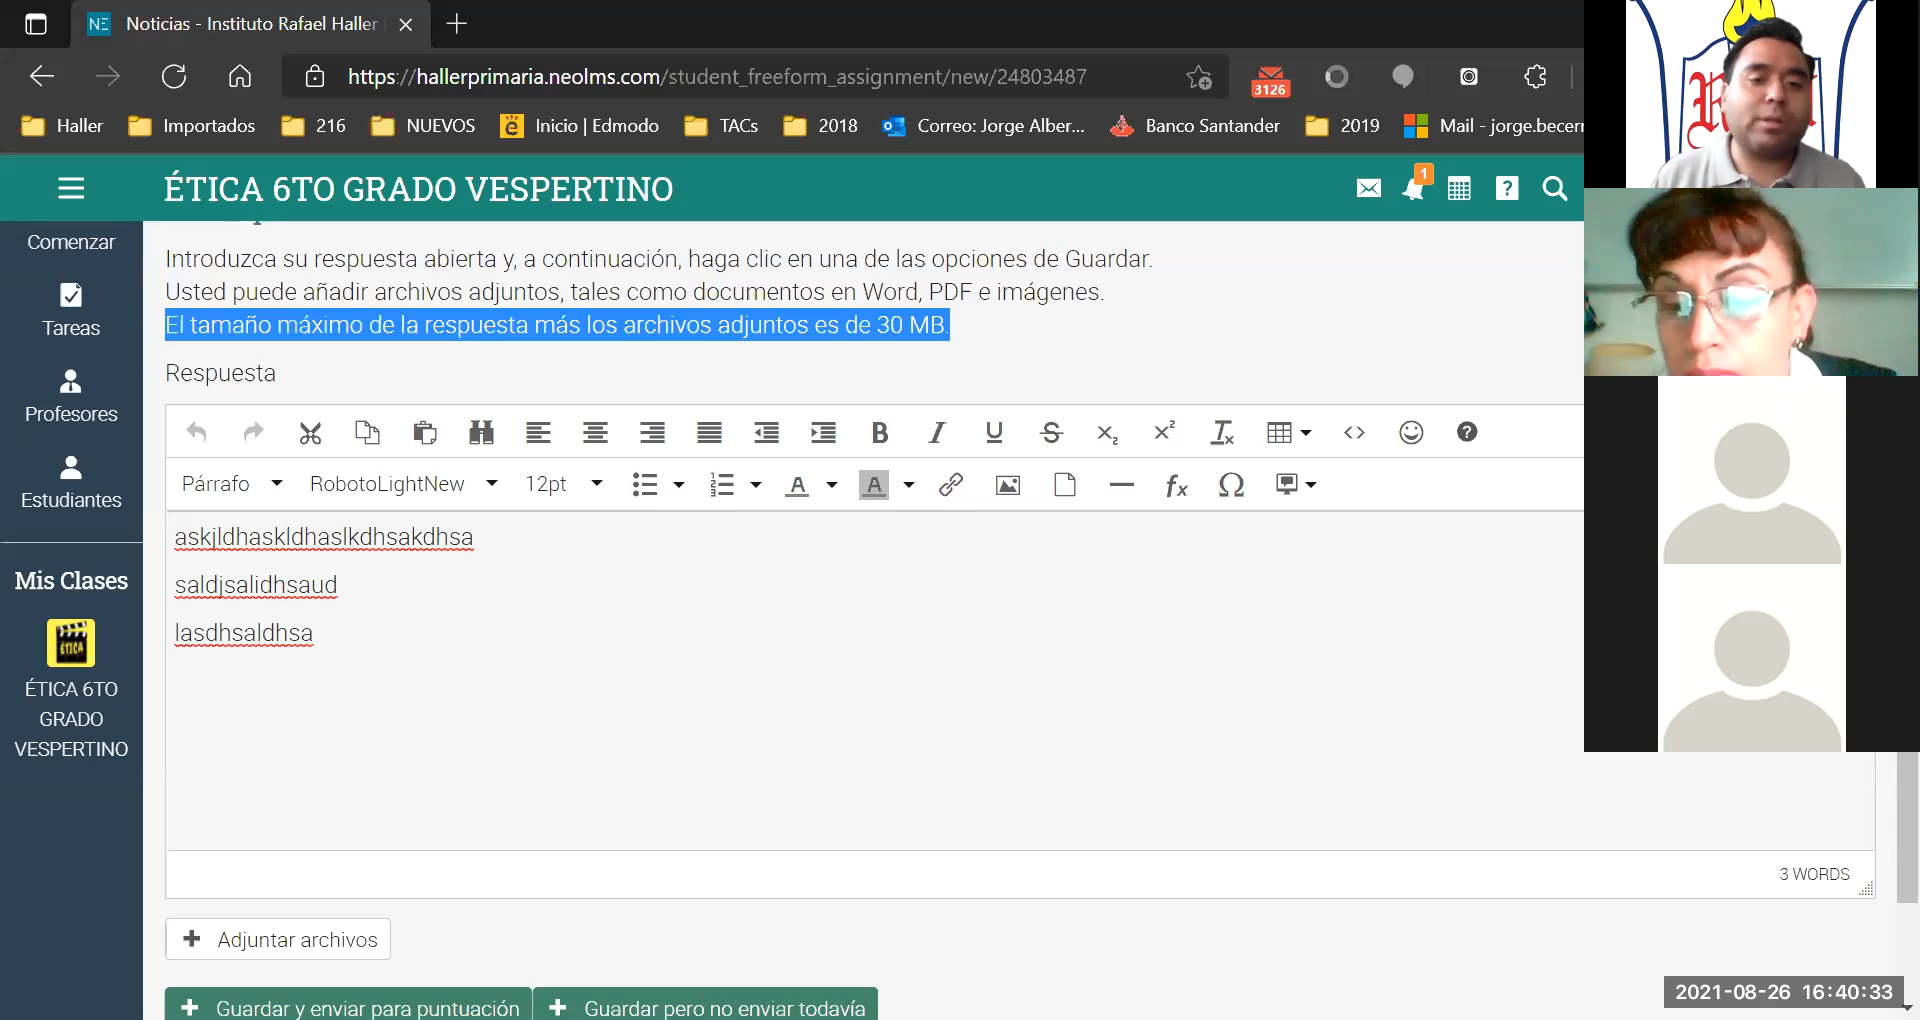 Noticias - Instituto Rafael Haller
https://hallerprimaria.neolms.com/student_freeform_assignment/new/24803487
3126
Haller
Importados
216
NUEVOS
Inicio | Edmodo
TACs
2018
Correo: Jorge Alber...
Banco Santander
2019
Mail - jorge.becerr
ÉTICA 6TO GRADO VESPERTINO
1
Comenzar
Tareas
Profesores
Estudiantes
Mis Clases
ÉTICA
ÉTICA 6TO
GRADO
VESPERTINO
Introduzca su respuesta abierta y, a continuación, haga clic en una de las opciones de Guardar.
Usted puede añadir archivos adjuntos, tales como documentos en Word, PDF e imágenes.
El tamaño máximo de la respuesta más los archivos adjuntos es de 30 MB.
Respuesta
Párrafo
RobotoLightNew
12pt
askjldhaskldhaslkdhsakdhsa
saldjsalidhsaud
lasdhsaldhsa
3 WORDS
Adjuntar archivos
Guardar y enviar para puntuación
Guardar pero no enviar todavía
2021-08-26 16:40:33